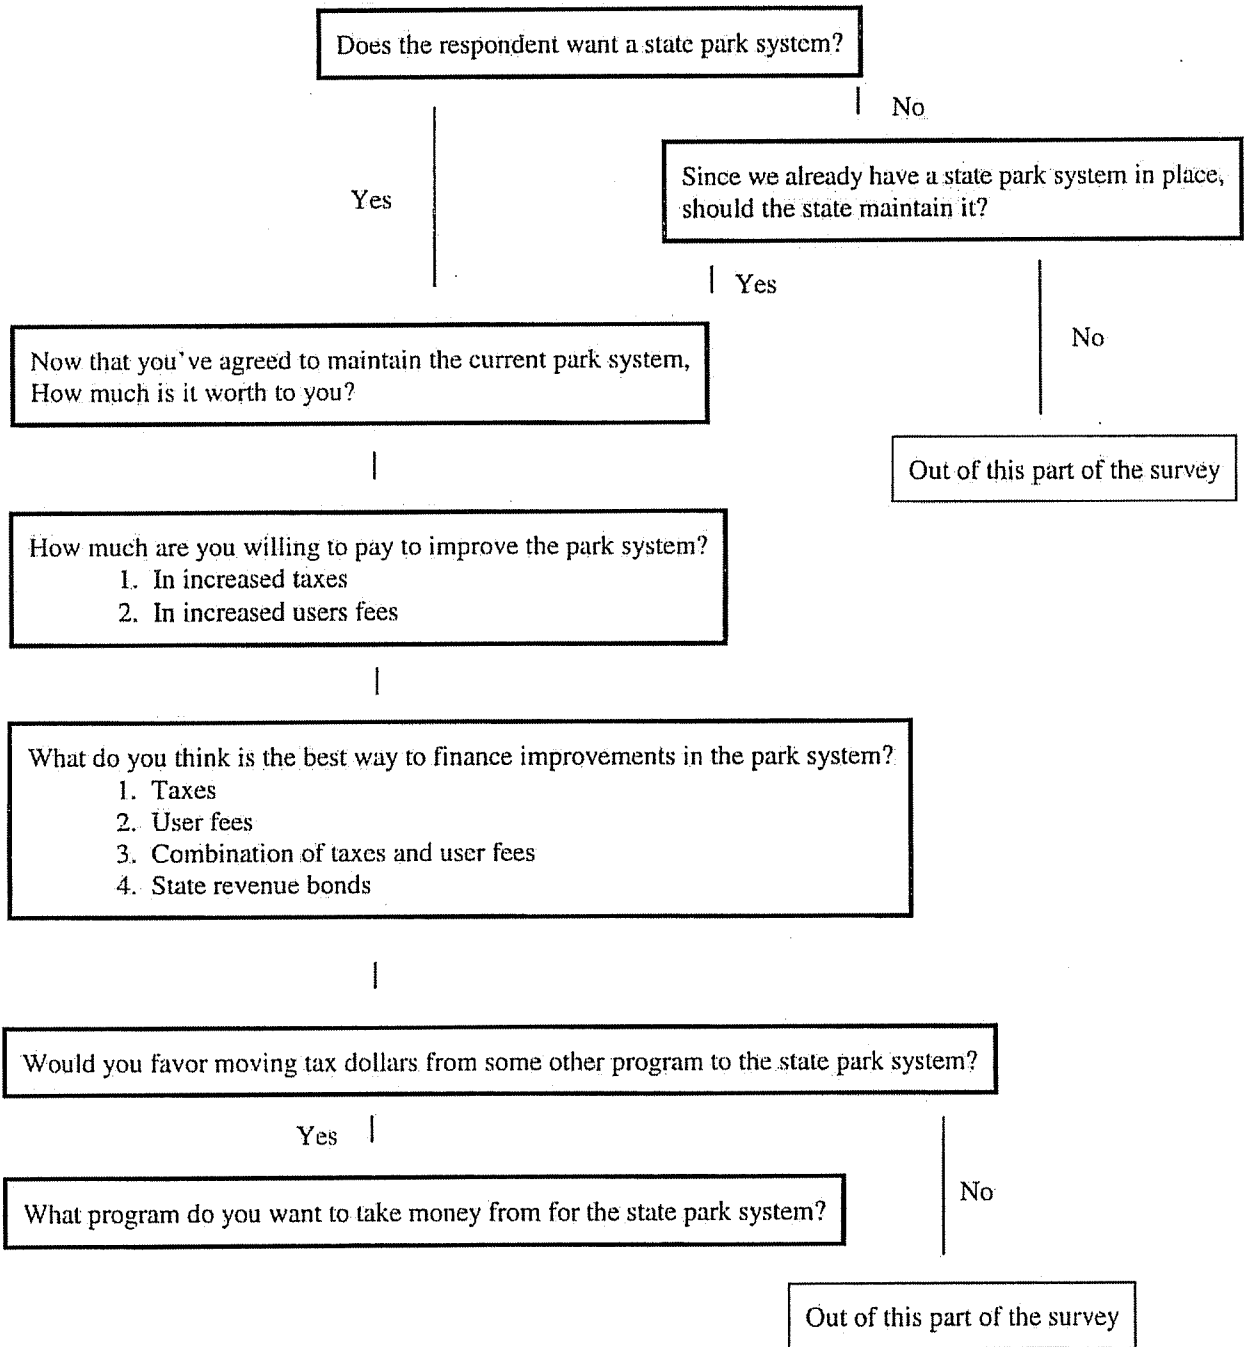 Does the respondent want a state park system?
No
Yes
Since we already have a state park system in place,
should the state maintain it?
Yes
No
Now that you've agreed to maintain the current park system,
How much is it worth to you?
Out of this part of the survey
How much are you willing to pay to improve the park system?
1. In increased taxes
2. In increased users fees
What do you think is the best way to finance improvements in the park system?
1. Taxes
2. User fees
3. Combination of taxes and user fees
4. State revenue bonds
Would you favor moving tax dollars from some other program to the state park system?
Yes
No
What program do you want to take money from for the state park system?
Out of this part of the survey